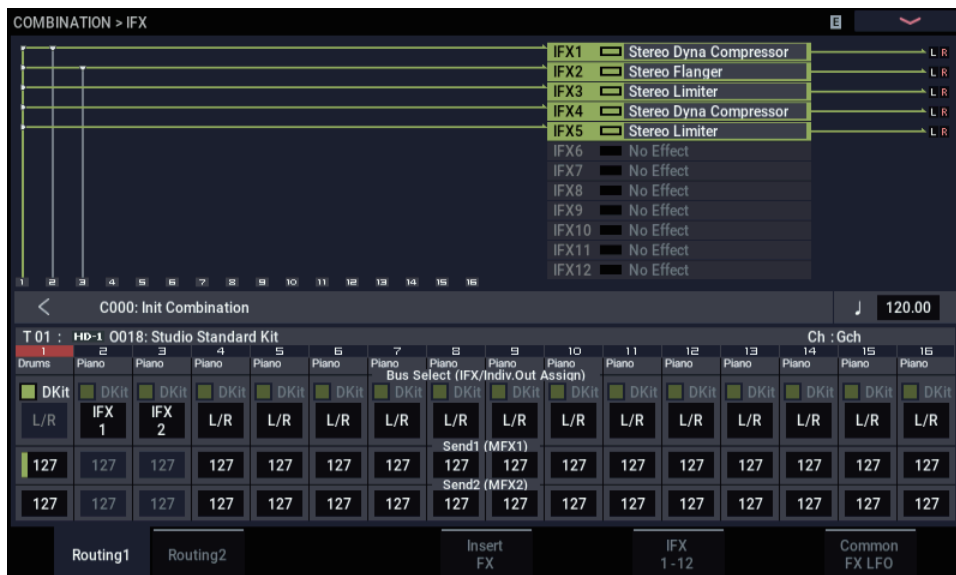 COMBINATION > IFX E
IFX1 Stereo Dyna Compressor L R
IFX2 Stereo Flanger L R
IFX3 Stereo Limiter L R
IFX4 Stereo Dyna Compressor L R
IFX5 Stereo Limiter L R
IFX6 No Effect
IFX7 No Effect
IFX8 No Effect
IFX9 No Effect
IFX10 No Effect
IFX11 No Effect
IFX12 No Effect
1 2 3 4 5 6 7 8 9 10 11 12 13 14 15 16
< C000: Init Combination ♩ 120.00
T 01 : HD-1 O018: Studio Standard Kit Ch : Gch
1 2 3 4 5 6 7 8 9 10 11 12 13 14 15 16
Drums Piano Piano Piano Piano Piano Piano Piano Piano Piano Piano Piano Piano Piano Piano Piano
Bus Select (IFX/Indiv.Out Assign)
DKit DKit DKit DKit DKit DKit DKit DKit DKit DKit DKit DKit DKit DKit DKit DKit
L/R IFX 1 IFX 2 L/R L/R L/R L/R L/R L/R L/R L/R L/R L/R L/R L/R L/R
Send1 (MFX1)
127 127 127 127 127 127 127 127 127 127 127 127 127 127 127 127
Send2 (MFX2)
127 127 127 127 127 127 127 127 127 127 127 127 127 127 127 127
Routing1 Routing2 Insert FX IFX 1-12 Common FX LFO